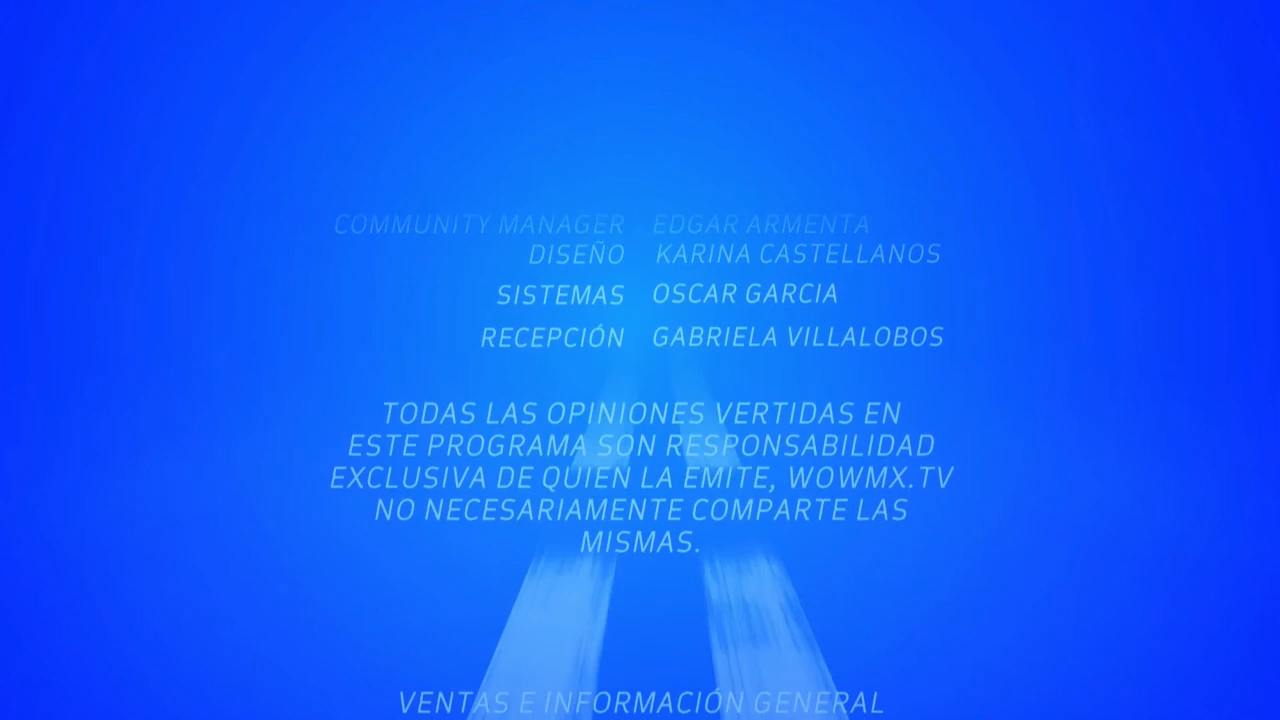 COMMUNITY MANAGER EDGAR ARMENTA
DISEÑO KARINA CASTELLANOS
SISTEMAS OSCAR GARCIA
RECEPCIÓN GABRIELA VILLALOBOS
TODAS LAS OPINIONES VERTIDAS EN
ESTE PROGRAMA SON RESPONSABILIDAD
EXCLUSIVA DE QUIEN LA EMITE, WOWMX.TV
NO NECESARIAMENTE COMPARTE LAS
MISMAS.
VENTAS E INFORMACIÓN GENERAL